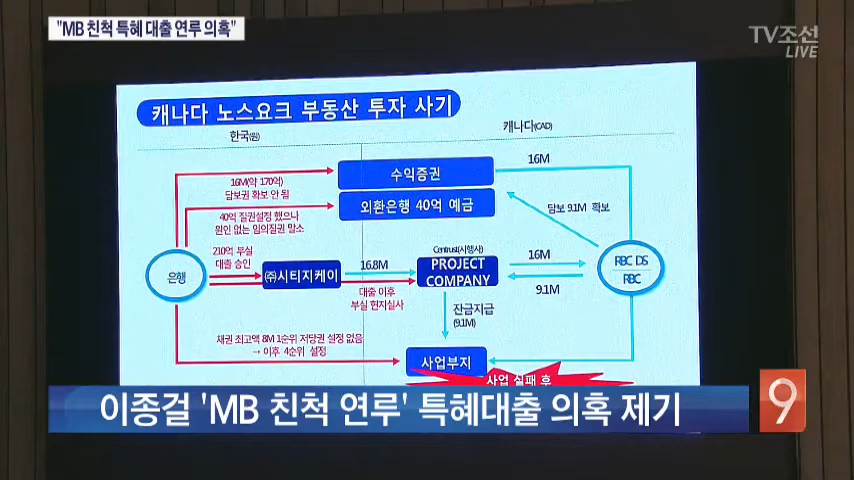 "MB 친척 특혜 대출 연루 의혹"
TV조선
LIVE
캐나다 노스요크 부동산 투자 사기
한국(원)
캐나다(CAD)
16M(약 170억)
담보권 확보 안 됨
수익증권
16M
외환은행 40억 예금
40억 질권설정 했으나
원인 없는 임의질권 말소
담보 9.1M 확보
210억 부실
대출 승인
은행
㈜시티지케이
16.8M
대출 이후
부실 현지실사
Centrust(시행사)
PROJECT
COMPANY
16M
9.1M
RBC DS
RBC
잔금지급
(9.1M)
채권 최고액 8M 1순위 저당권 설정 없음
→ 이후 4순위 설정
사업부지
사업 실패 후
이종걸 'MB 친척 연루' 특혜대출 의혹 제기
9